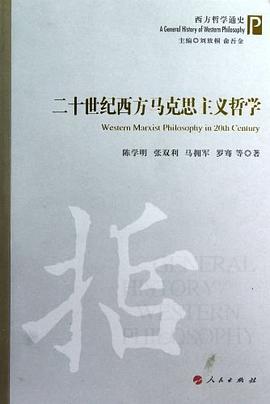 西方哲学通史
A General History of Western Philosophy
主编/刘放桐 俞吾金
P
二十世纪西方马克思主义哲学
Western Marxist Philosophy in 20th Century
陈学明 张双利 马拥军 罗骞 等◎著
哲
GENERAL
HISTORY
WESTERN
PHILOSOPHY
人民出版社